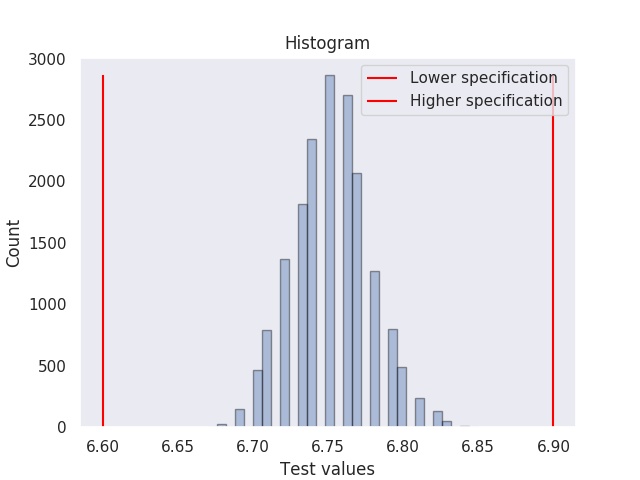 Histogram
3000
2500
2000
1500
1000
500
0
Count
Lower specification
Higher specification
6.60 6.65 6.70 6.75 6.80 6.85 6.90
Test values